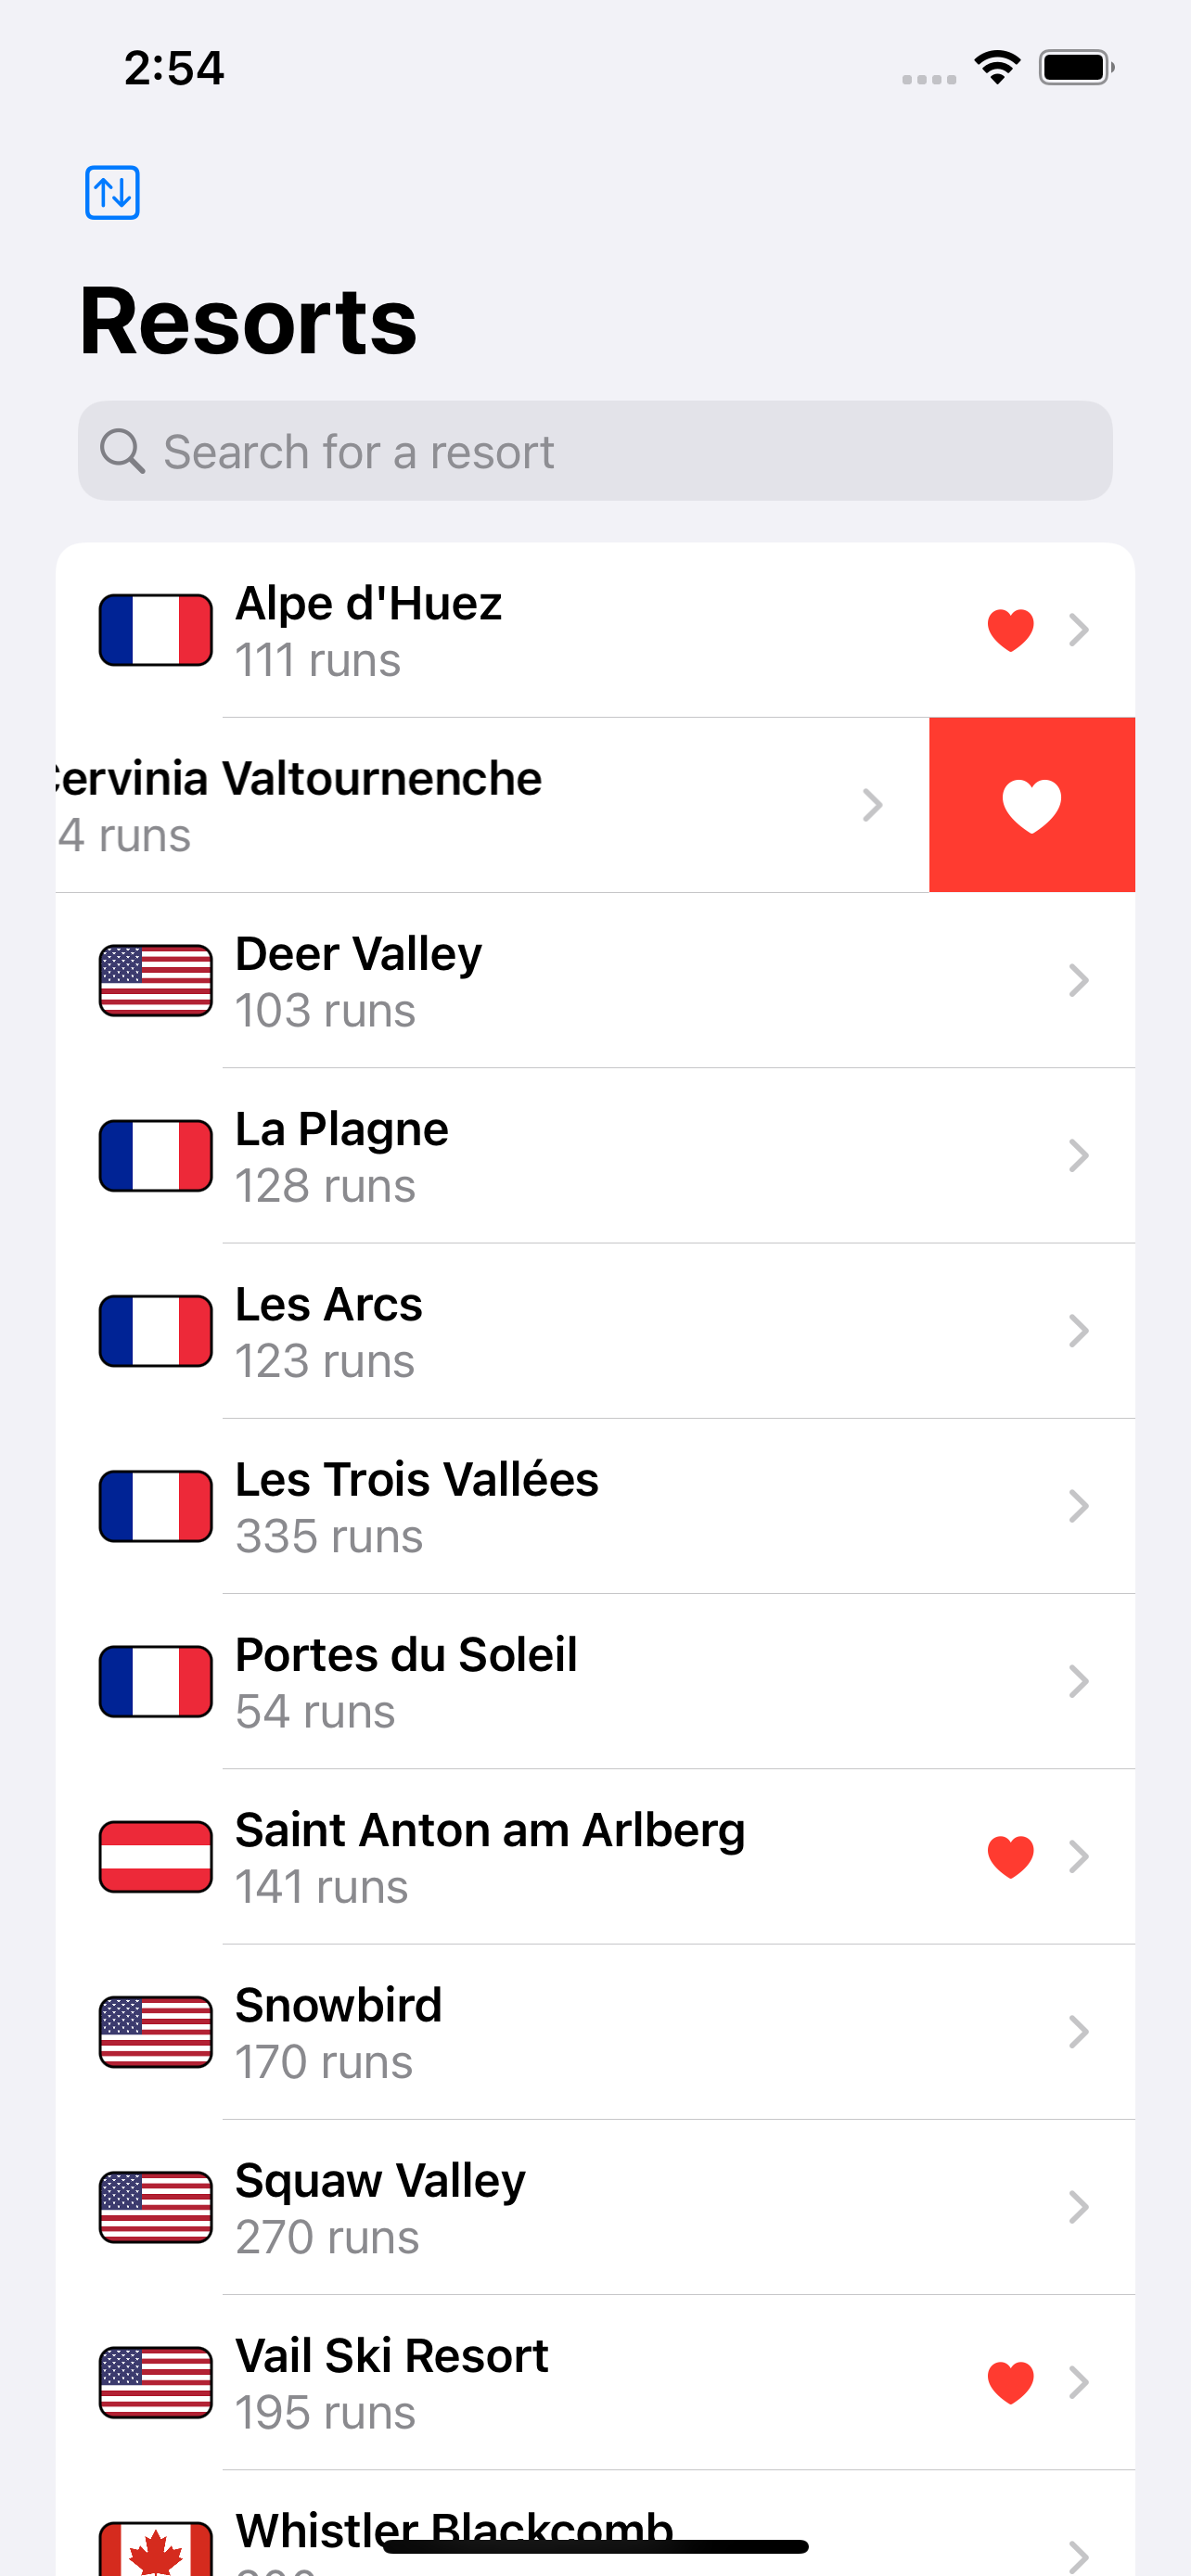 2:54
Resorts
Search for a resort
Alpe d'Huez
111 runs
Cervinia Valtournenche
4 runs
Deer Valley
103 runs
La Plagne
128 runs
Les Arcs
123 runs
Les Trois Vallées
335 runs
Portes du Soleil
54 runs
Saint Anton am Arlberg
141 runs
Snowbird
170 runs
Squaw Valley
270 runs
Vail Ski Resort
195 runs
Whistler Blackcomb